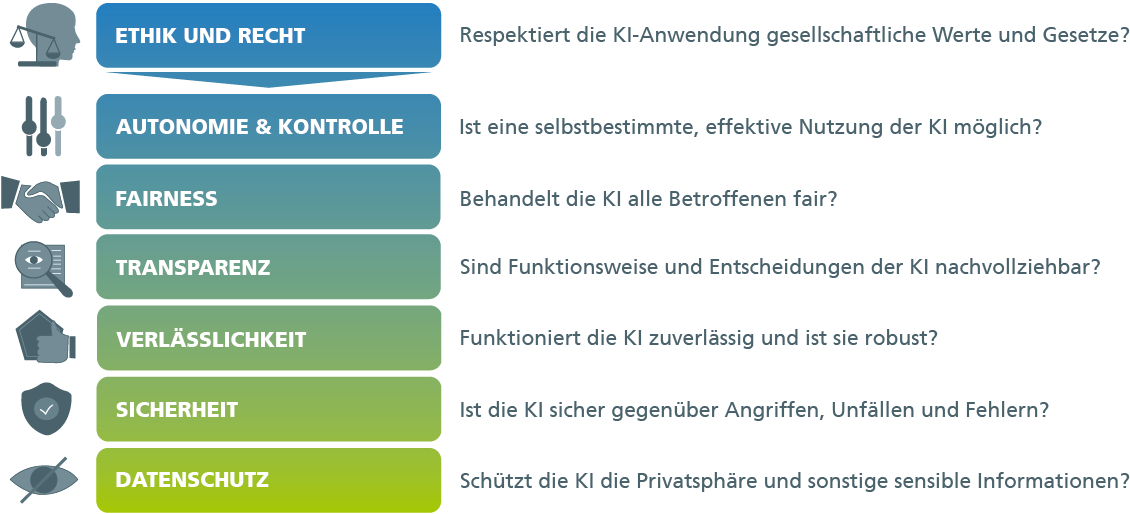 ETHIK UND RECHT Respektiert die KI-Anwendung gesellschaftliche Werte und Gesetze?
AUTONOMIE & KONTROLLE Ist eine selbstbestimmte, effektive Nutzung der KI möglich?
FAIRNESS Behandelt die KI alle Betroffenen fair?
TRANSPARENZ Sind Funktionsweise und Entscheidungen der KI nachvollziehbar?
VERLÄSSLICHKEIT Funktioniert die KI zuverlässig und ist sie robust?
SICHERHEIT Ist die KI sicher gegenüber Angriffen, Unfällen und Fehlern?
DATENSCHUTZ Schützt die KI die Privatsphäre und sonstige sensible Informationen?